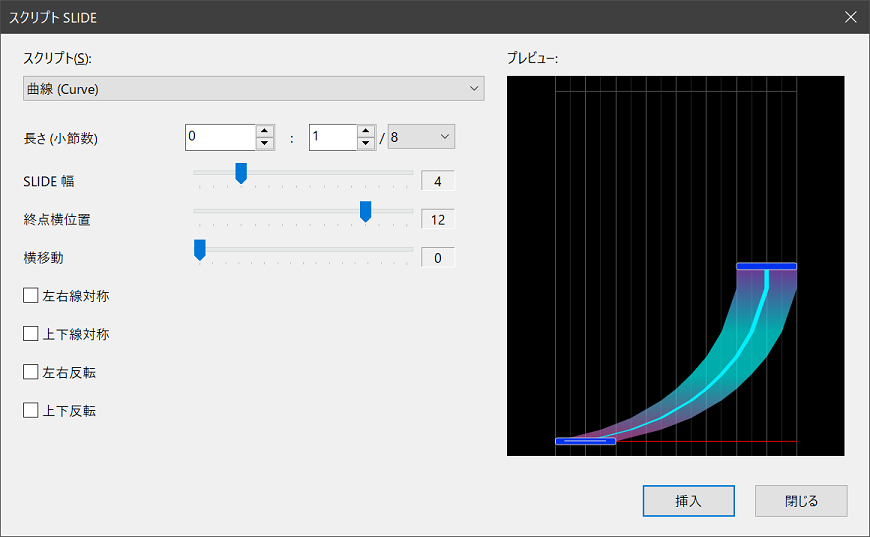 スクリプト SLIDE
スクリプト(S):
曲線 (Curve)
長さ (小節数) 0 : 1 / 8
SLIDE 幅 4
終点横位置 12
横移動 0
左右線対称
上下線対称
左右反転
上下反転
プレビュー:
挿入 閉じる